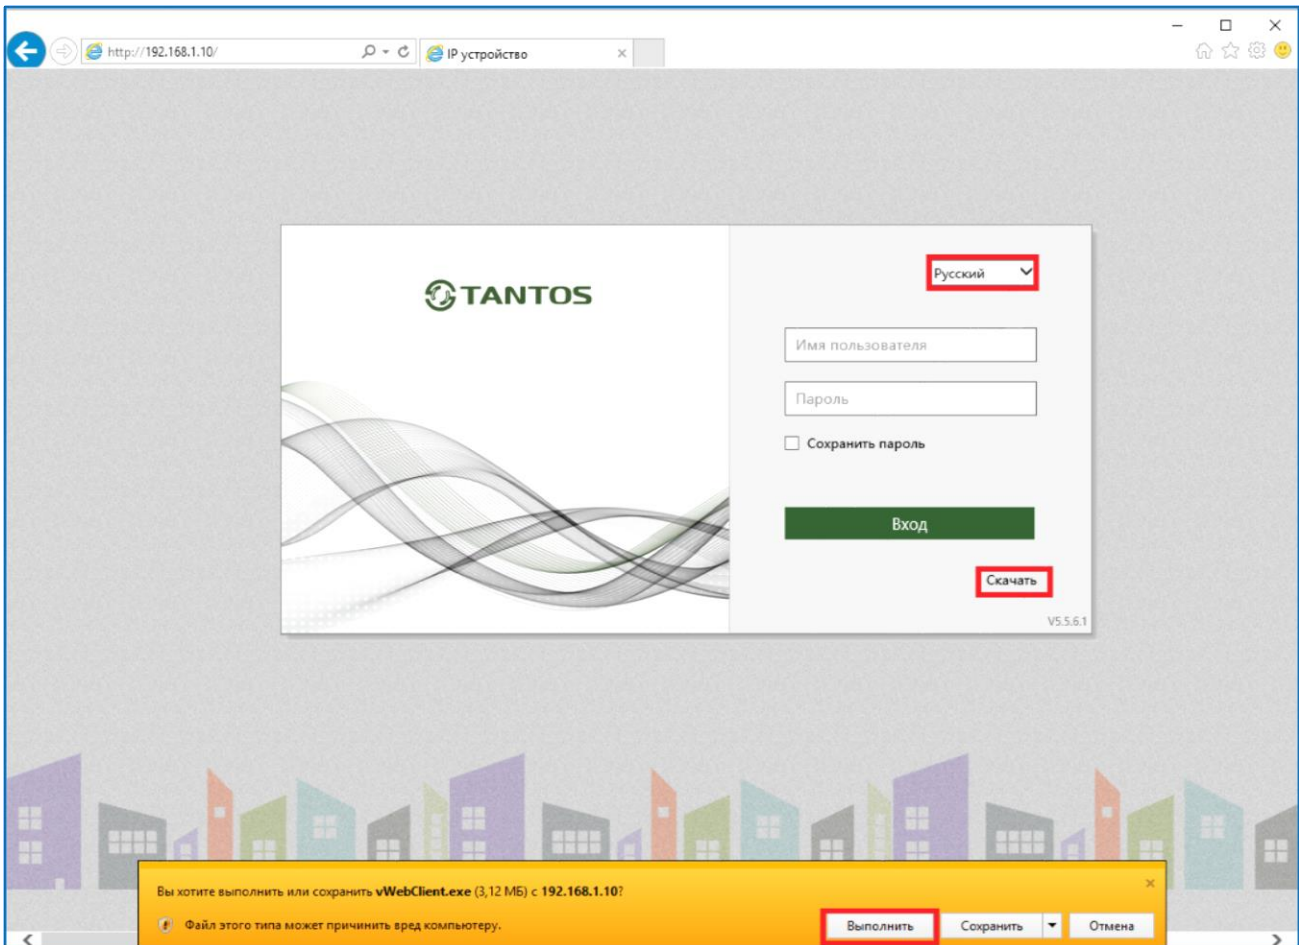 http://192.168.1.10/
IP устройство
TANTOS
Русский
Имя пользователя
Пароль
Сохранить пароль
Вход
Скачать
V5.5.6.1
Вы хотите выполнить или сохранить vWebClient.exe (3,12 МБ) с 192.168.1.10?
Файл этого типа может причинить вред компьютеру.
Выполнить
Сохранить
Отмена